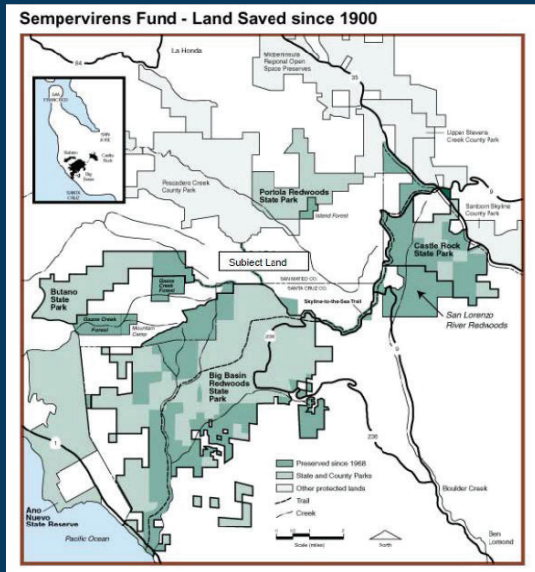 Sempervirens Fund - Land Saved since 1900
La Honda
84
Midpeninsula
Regional Open
Space Preserves
35
SAN
FRANCISCO
SAN
JOSE
Butano
Castle
Rock
Big
Basin
SANTA
CRUZ
Upper Stevens
Creek County Park
Pescadero Creek
County Park
Portola Redwoods
State Park
Island Forest
9
Sanborn Skyline
County Park
Castle Rock
State Park
Subject Land
SAN MATEO CO.
SANTA CRUZ CO.
Butano
State
Park
Gazos
Creek
Forest
Skyline-to-the-Sea Trail
San Lorenzo
River Redwoods
Gazos Creek
Forest
Mountain
Camp
236
9
Big Basin
Redwoods
State
Park
1
236
Preserved since 1968
State and County Parks
Other protected lands
Trail
Creek
Boulder Creek
Ano
Nuevo
State Reserve
Pacific Ocean
Scale (miles)
North
Ben
Lomond